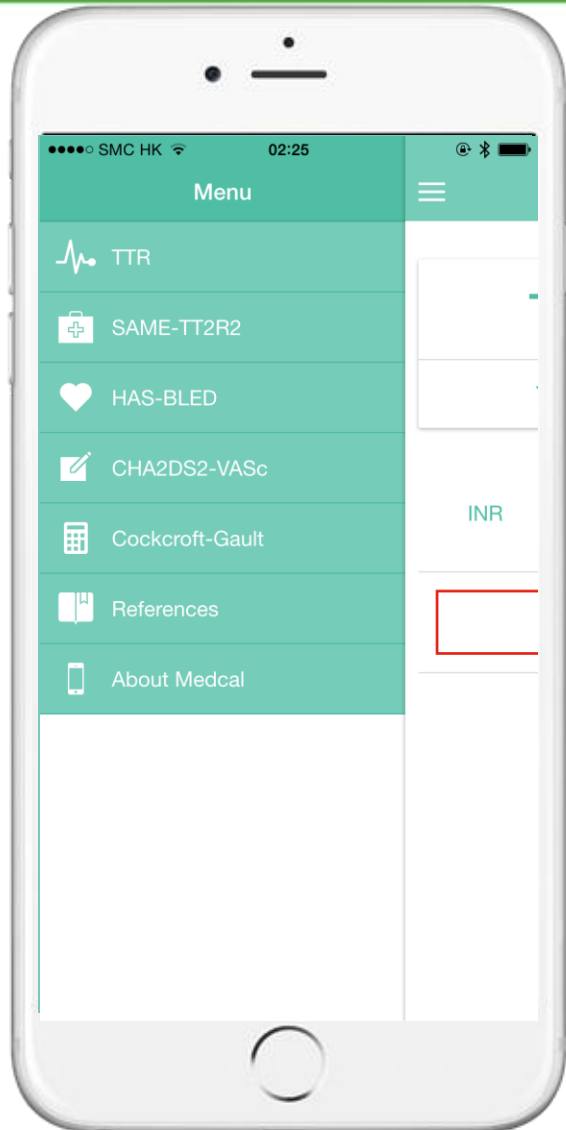 SMC HK 02:25
Menu
TTR
SAME-TT2R2
HAS-BLED
CHA2DS2-VASc
INR
Cockcroft-Gault
References
About Medcal